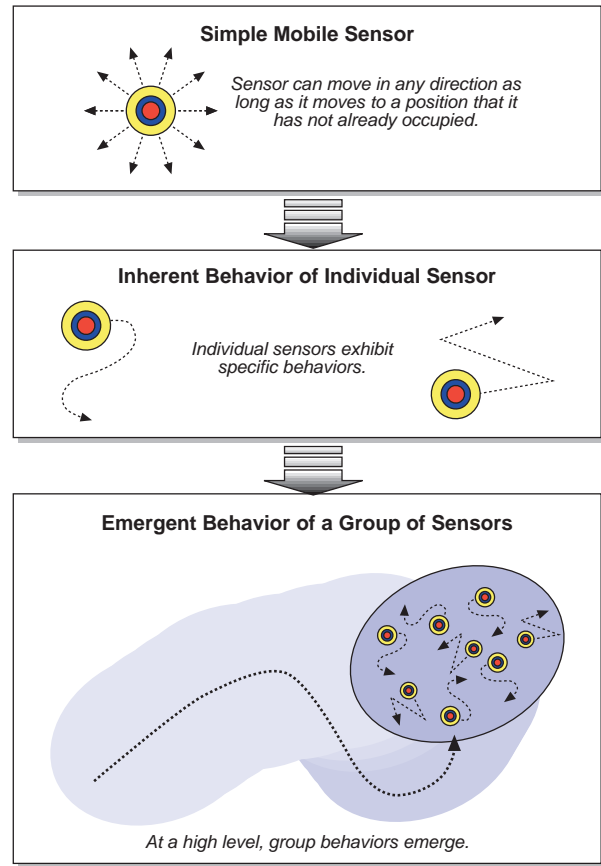 Simple Mobile Sensor
Sensor can move in any direction as
long as it moves to a position that it
has not already occupied.
Inherent Behavior of Individual Sensor
Individual sensors exhibit
specific behaviors.
Emergent Behavior of a Group of Sensors
At a high level, group behaviors emerge.